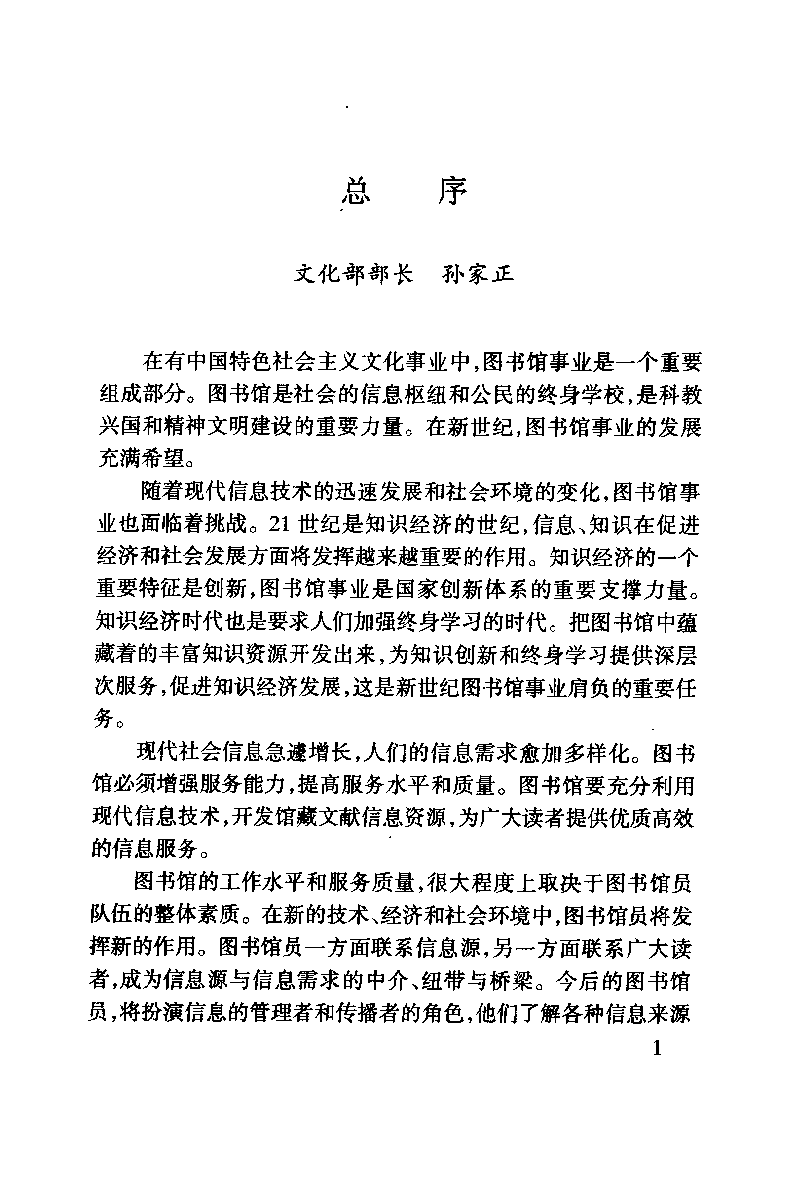 总 序
文化部部长 孙家正
在有中国特色社会主义文化事业中,图书馆事业是一个重要
组成部分。图书馆是社会的信息枢纽和公民的终身学校,是科教
兴国和精神文明建设的重要力量。在新世纪,图书馆事业的发展
充满希望。
随着现代信息技术的迅速发展和社会环境的变化,图书馆事
业也面临着挑战。21 世纪是知识经济的世纪,信息、知识在促进
经济和社会发展方面将发挥越来越重要的作用。知识经济的一个
重要特征是创新,图书馆事业是国家创新体系的重要支撑力量。
知识经济时代也是要求人们加强终身学习的时代。把图书馆中蕴
藏着的丰富知识资源开发出来,为知识创新和终身学习提供深层
次服务,促进知识经济发展,这是新世纪图书馆事业肩负的重要任
务。
现代社会信息急遽增长,人们的信息需求愈加多样化。图书
馆必须增强服务能力,提高服务水平和质量。图书馆要充分利用
现代信息技术,开发馆藏文献信息资源,为广大读者提供优质高效
的信息服务。
图书馆的工作水平和服务质量,很大程度上取决于图书馆员
队伍的整体素质。在新的技术、经济和社会环境中,图书馆员将发
挥新的作用。图书馆员一方面联系信息源,另一方面联系广大读
者,成为信息源与信息需求的中介、纽带与桥梁。今后的图书馆
员,将扮演信息的管理者和传播者的角色,他们了解各种信息来源
1